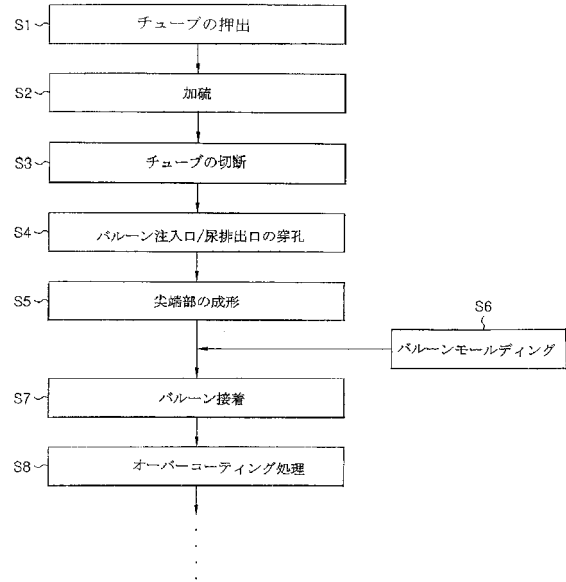 S1 チューブの押出
S2 加硫
S3 チューブの切断
S4 バルーン注入口/尿排出口の穿孔
S5 尖端部の成形
S6
バルーンモールディング
S7 バルーン接着
S8 オーバーコーティング処理